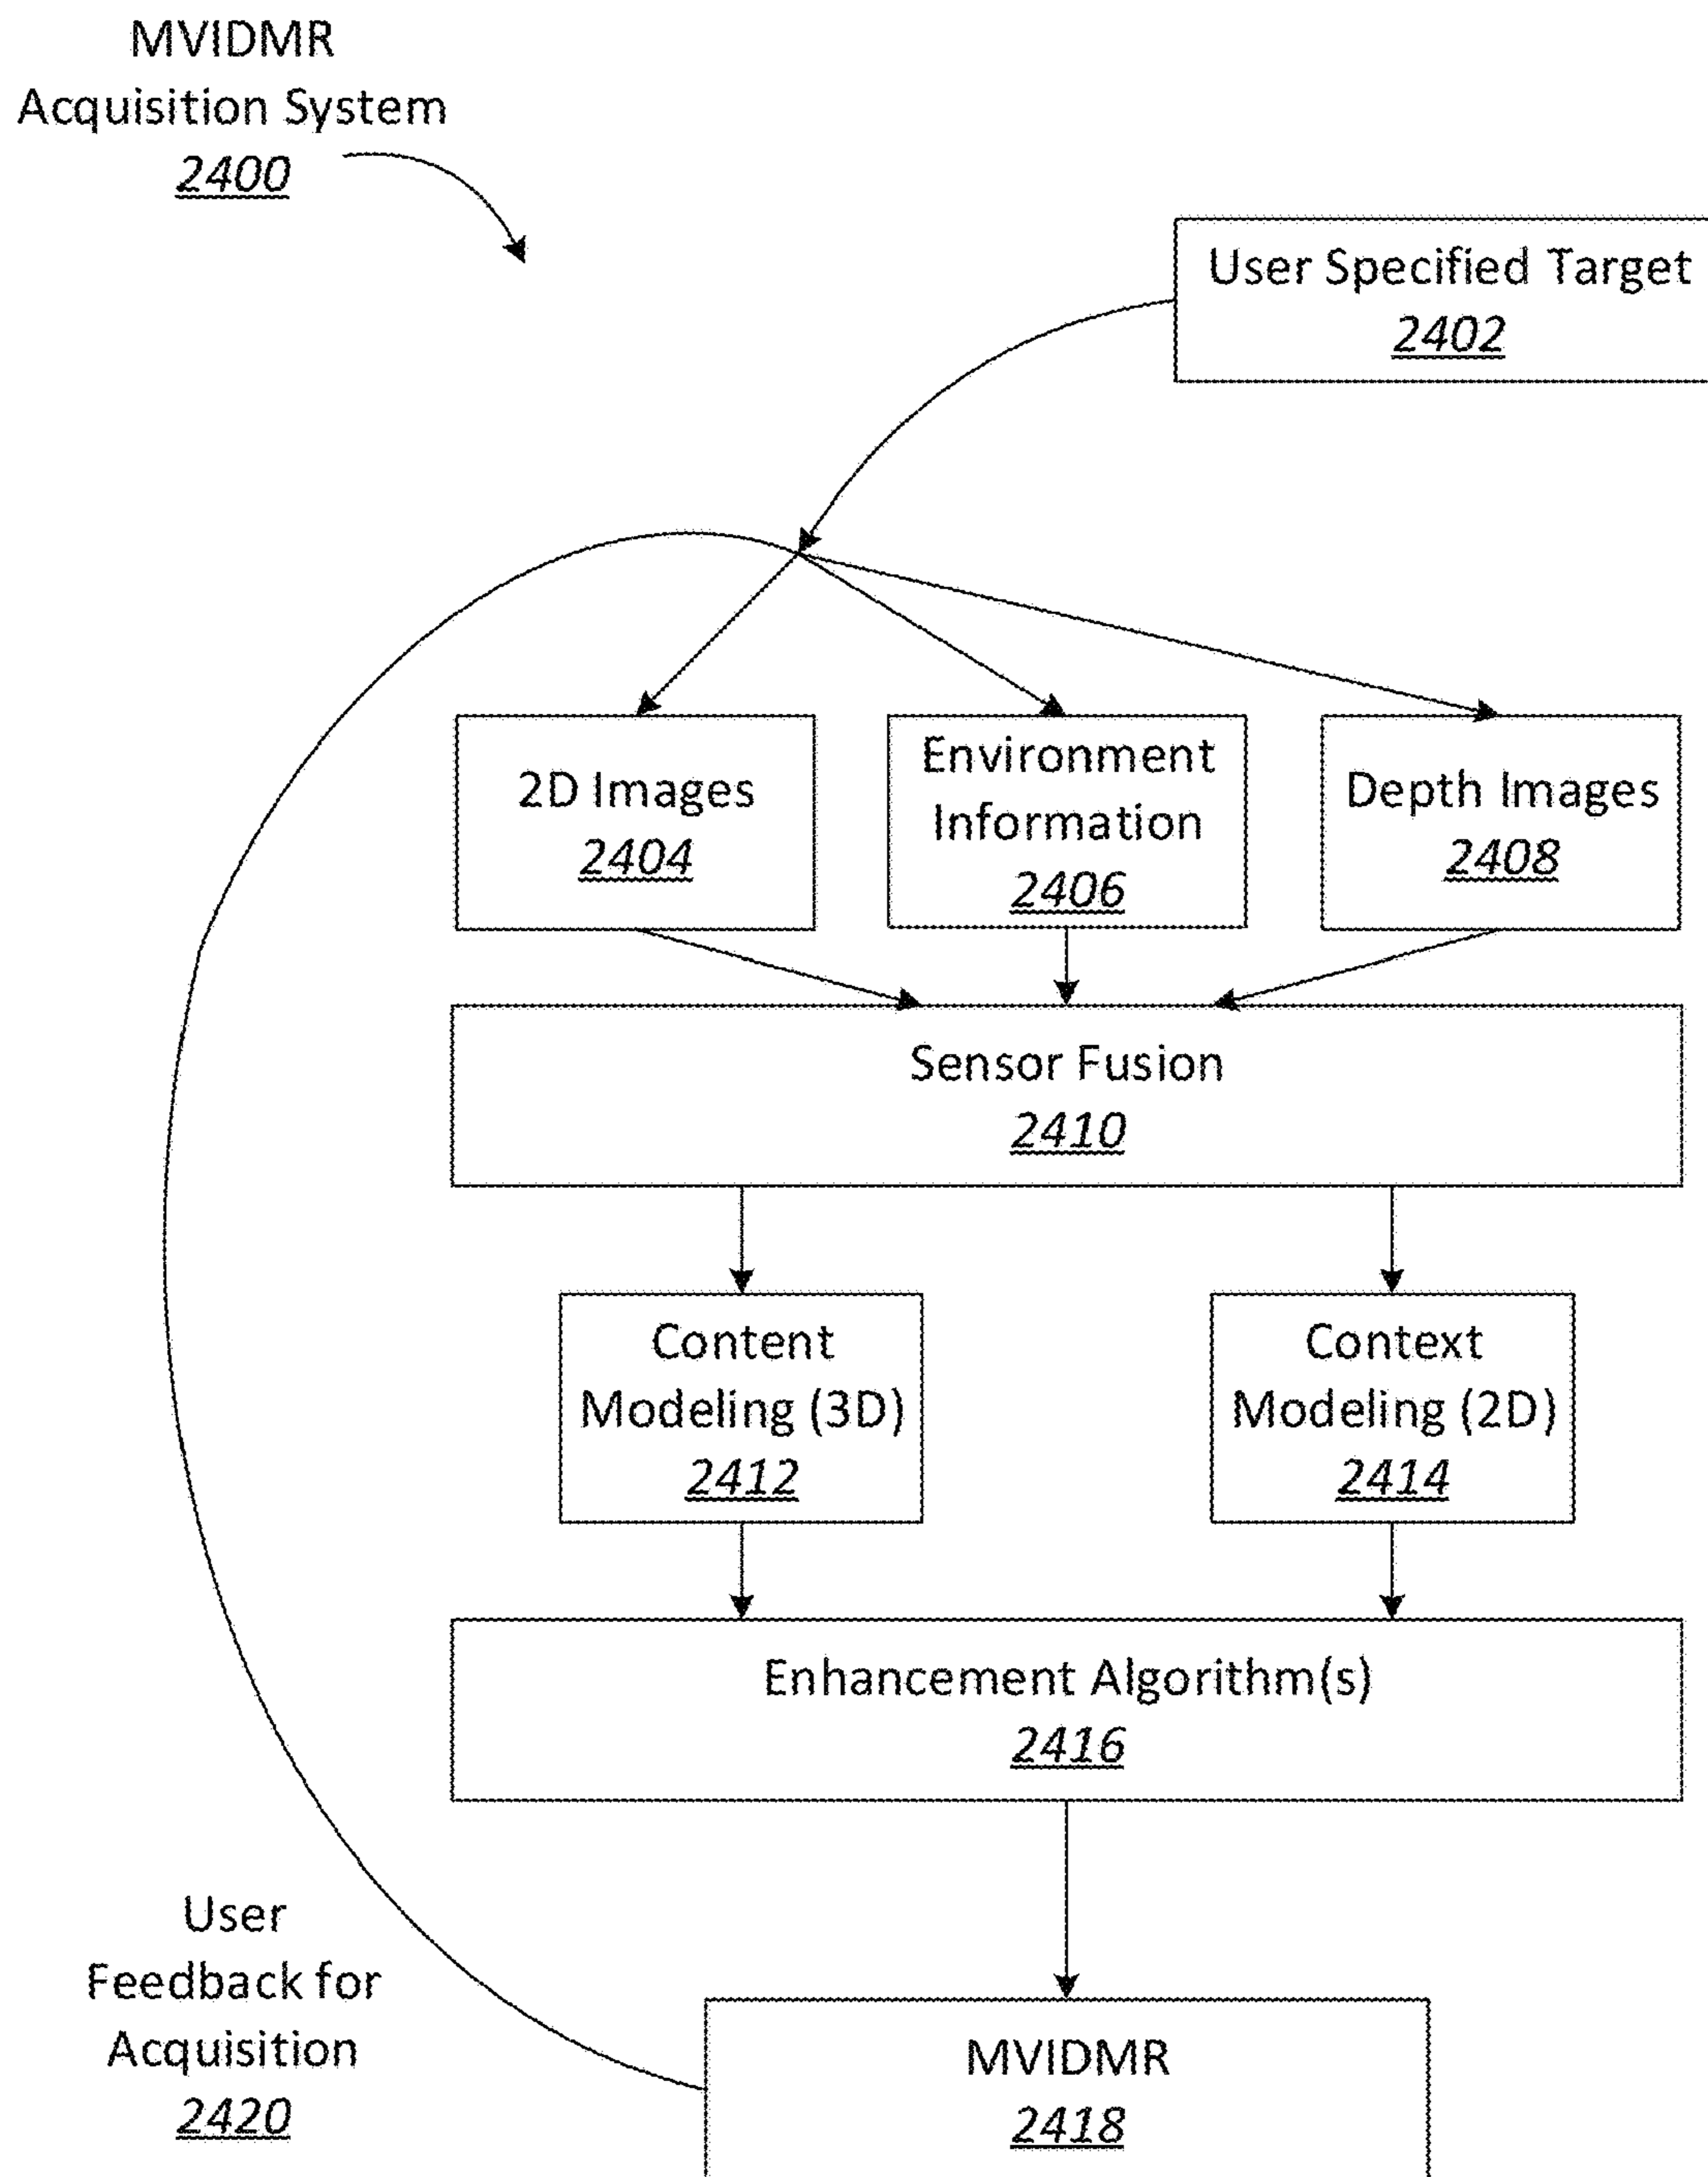 MVIDMR
Acquisition System
2400
User Specified Target
2402
2D Images
2404
Environment
Information
2406
Depth Images
2408
Sensor Fusion
2410
Content
Modeling (3D)
2412
Context
Modeling (2D)
2414
Enhancement Algorithm(s)
2416
User
Feedback for
Acquisition
2420
MVIDMR
2418